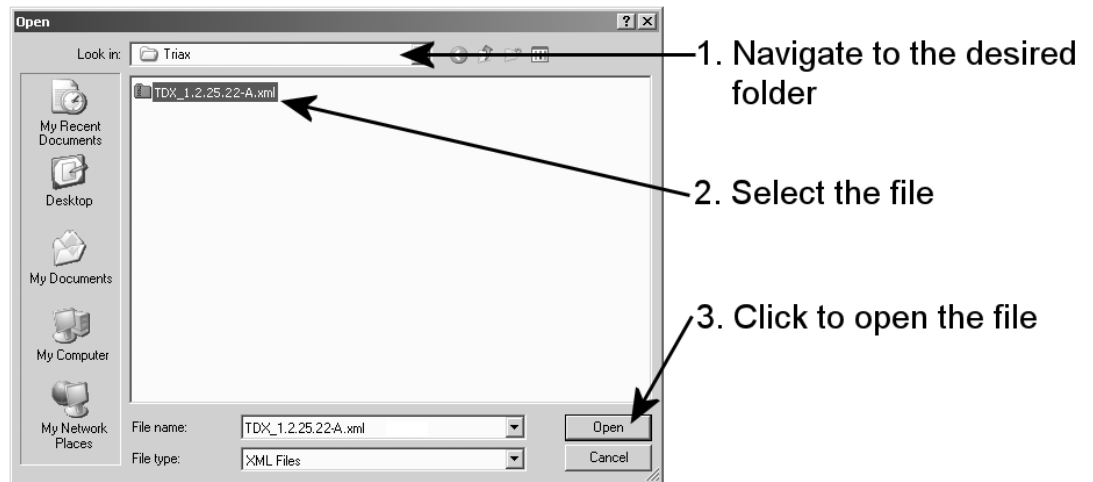 Open
Look in:
Triax
1. Navigate to the desired
folder
TDX_1.2.25.22-A.xml
2. Select the file
My Recent
Documents
Desktop
My Documents
My Computer
My Network
Places
3. Click to open the file
File name:
TDX_1.2.25.22-A.xml
Open
File type:
XML Files
Cancel